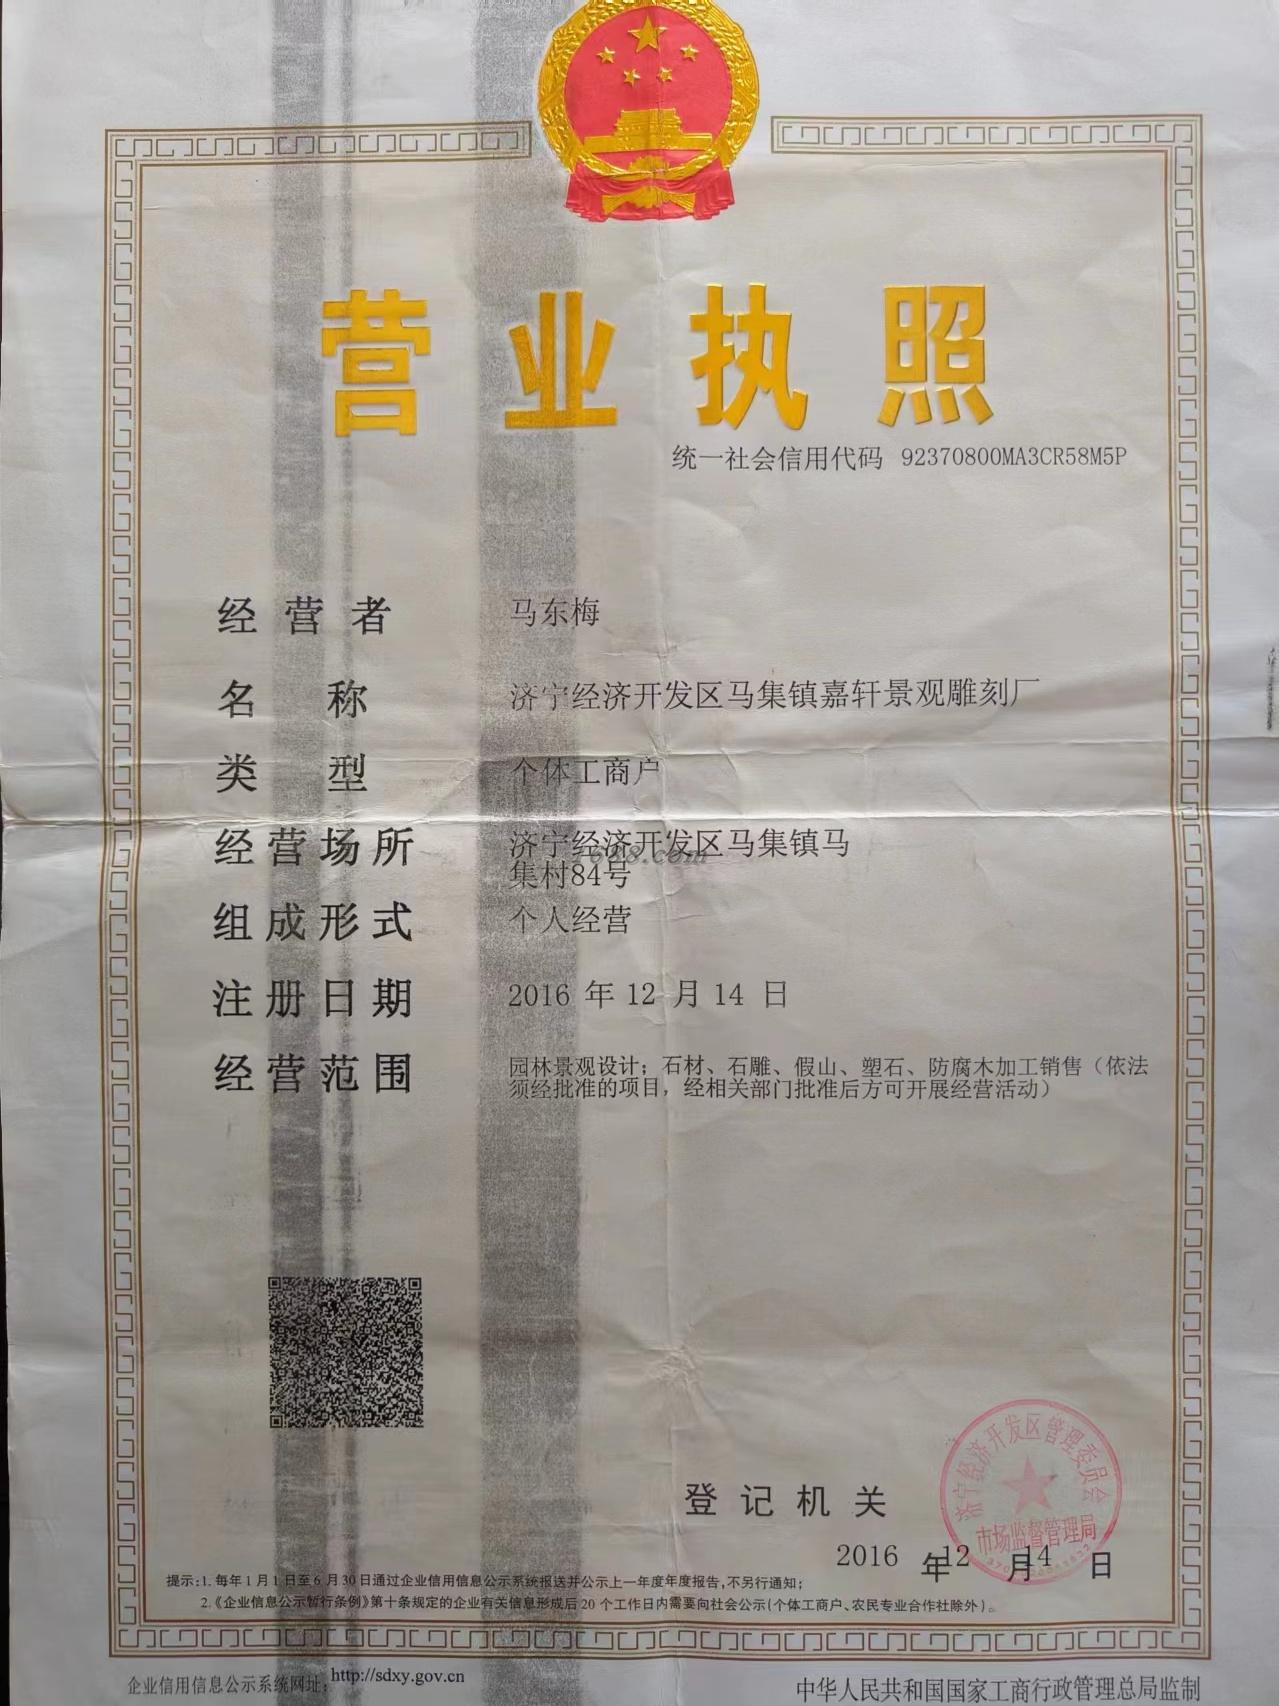 营业执照
统一社会信用代码 92370800MA3CR58M5P
经营者 马东梅
名称 济宁经济开发区马集镇嘉轩景观雕刻厂
类型 个体工商户
经营场所 济宁经济开发区马集镇马
集村84号
1688.com
组成形式 个人经营
注册日期 2016 年 12 月 14 日
经营范围 园林景观设计；石材、石雕、假山、塑石、防腐木加工销售（依法
须经批准的项目，经相关部门批准后方可开展经营活动）
济宁经济开发区管理委员会
市场监督管理局
登记机关
2016 年 12 月 14 日
提示：1. 每年1月1日至6月30日通过企业信用信息公示系统报送并公示上一年度年度报告，不另行通知；
2.《企业信息公示暂行条例》第十条规定的企业有关信息形成后20个工作日内需要向社会公示（个体工商户、农民专业合作社除外）。
企业信用信息公示系统网址：http://sdxy.gov.cn
中华人民共和国国家工商行政管理总局监制